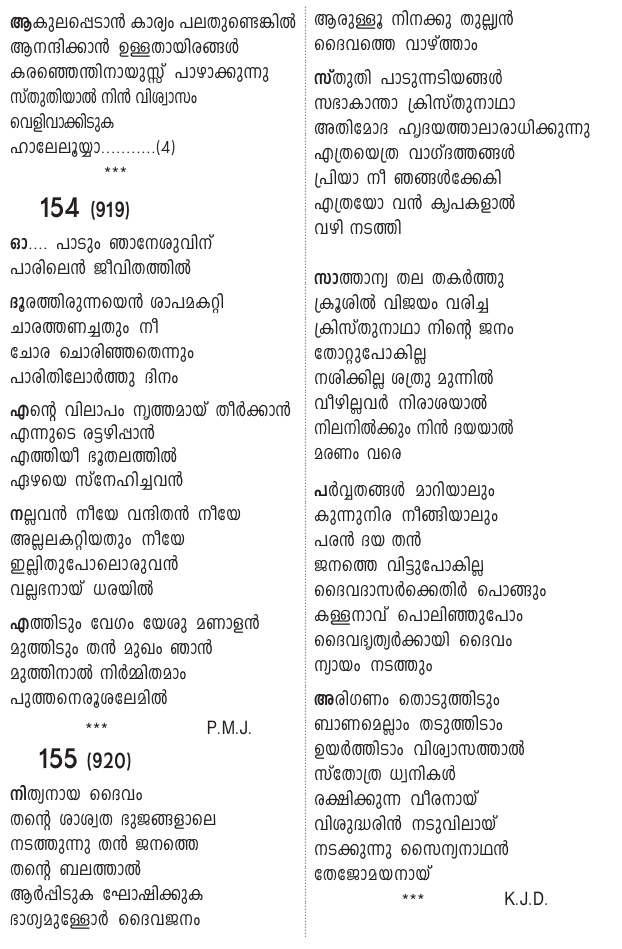 ആകുലപ്പെടാൻ കാര്യം പലതുണ്ടെങ്കിൽ
ആനന്ദിക്കാൻ ഉള്ളതായിരങ്ങൾ
കരഞ്ഞെന്തിനായുസ്സ് പാഴാക്കുന്നു
സ്തുതിയാൽ നിൻ വിശ്വാസം
വെളിവാക്കിടുക
ഹാലേലൂയ്യാ...........(4)
***
154 (919)
ഓ.... പാടും ഞാനേശുവിന്
പാരിലെൻ ജീവിതത്തിൽ
ദൂരത്തിരുന്നയെൻ ശാപമകറ്റി
ചാരത്തണച്ചതും നീ
ചോര ചൊരിഞ്ഞതെന്നും
പാരിതിലോർത്തു ദിനം
എന്റെ വിലാപം നൃത്തമായ് തീർക്കാൻ
എന്നുടെ രട്ടഴിപ്പാൻ
എത്തിയീ ഭൂതലത്തിൽ
ഏഴയെ സ്നേഹിച്ചവൻ
നല്ലവൻ നീയേ വന്ദിതൻ നീയേ
അല്ലലകറ്റിയതും നീയേ
ഇല്ലിതുപോലൊരുവൻ
വല്ലഭനായ് ധരയിൽ
എത്തിടും വേഗം യേശു മണാളൻ
മുത്തിടും തൻ മുഖം ഞാൻ
മുത്തിനാൽ നിർമ്മിതമാം
പുത്തനെരൂശലേമിൽ
*** P.M.J.
155 (920)
നിത്യനായ ദൈവം
തന്റെ ശാശ്വത ഭുജങ്ങളാലെ
നടത്തുന്നു തൻ ജനത്തെ
തന്റെ ബലത്താൽ
ആർപ്പിടുക ഘോഷിക്കുക
ഭാഗ്യമുള്ളോർ ദൈവജനം
ആരുള്ളൂ നിനക്കു തുല്ല്യൻ
ദൈവത്തെ വാഴ്ത്താം
സ്തുതി പാടുന്നടിയങ്ങൾ
സഭാകാന്താ ക്രിസ്തുനാഥാ
അതിമോദ ഹൃദയത്താലാരാധിക്കുന്നു
എത്രയെത്ര വാഗ്ദത്തങ്ങൾ
പ്രിയാ നീ ഞങ്ങൾക്കേകി
എത്രയോ വൻ കൃപകളാൽ
വഴി നടത്തി
സാത്താന്യ തല തകർത്തു
ക്രൂശിൽ വിജയം വരിച്ച
ക്രിസ്തുനാഥാ നിന്റെ ജനം
തോറ്റുപോകില്ല
നശിക്കില്ല ശത്രു മുന്നിൽ
വീഴില്ലവർ നിരാശയാൽ
നിലനിൽക്കും നിൻ ദയയാൽ
മരണം വരെ
പർവ്വതങ്ങൾ മാറിയാലും
കുന്നുനിര നീങ്ങിയാലും
പരൻ ദയ തൻ
ജനത്തെ വിട്ടുപോകില്ല
ദൈവദാസർക്കെതിർ പൊങ്ങും
കള്ളനാവ് പൊലിഞ്ഞുപോം
ദൈവഭൃത്യർക്കായി ദൈവം
ന്യായം നടത്തും
അരിഗണം തൊടുത്തിടും
ബാണമെല്ലാം തടുത്തിടാം
ഉയർത്തിടാം വിശ്വാസത്താൽ
സ്തോത്ര ധ്വനികൾ
രക്ഷിക്കുന്ന വീരനായ്
വിശുദ്ധരിൻ നടുവിലായ്
നടക്കുന്നു സൈന്യനാഥൻ
തേജോമയനായ്
*** K.J.D.